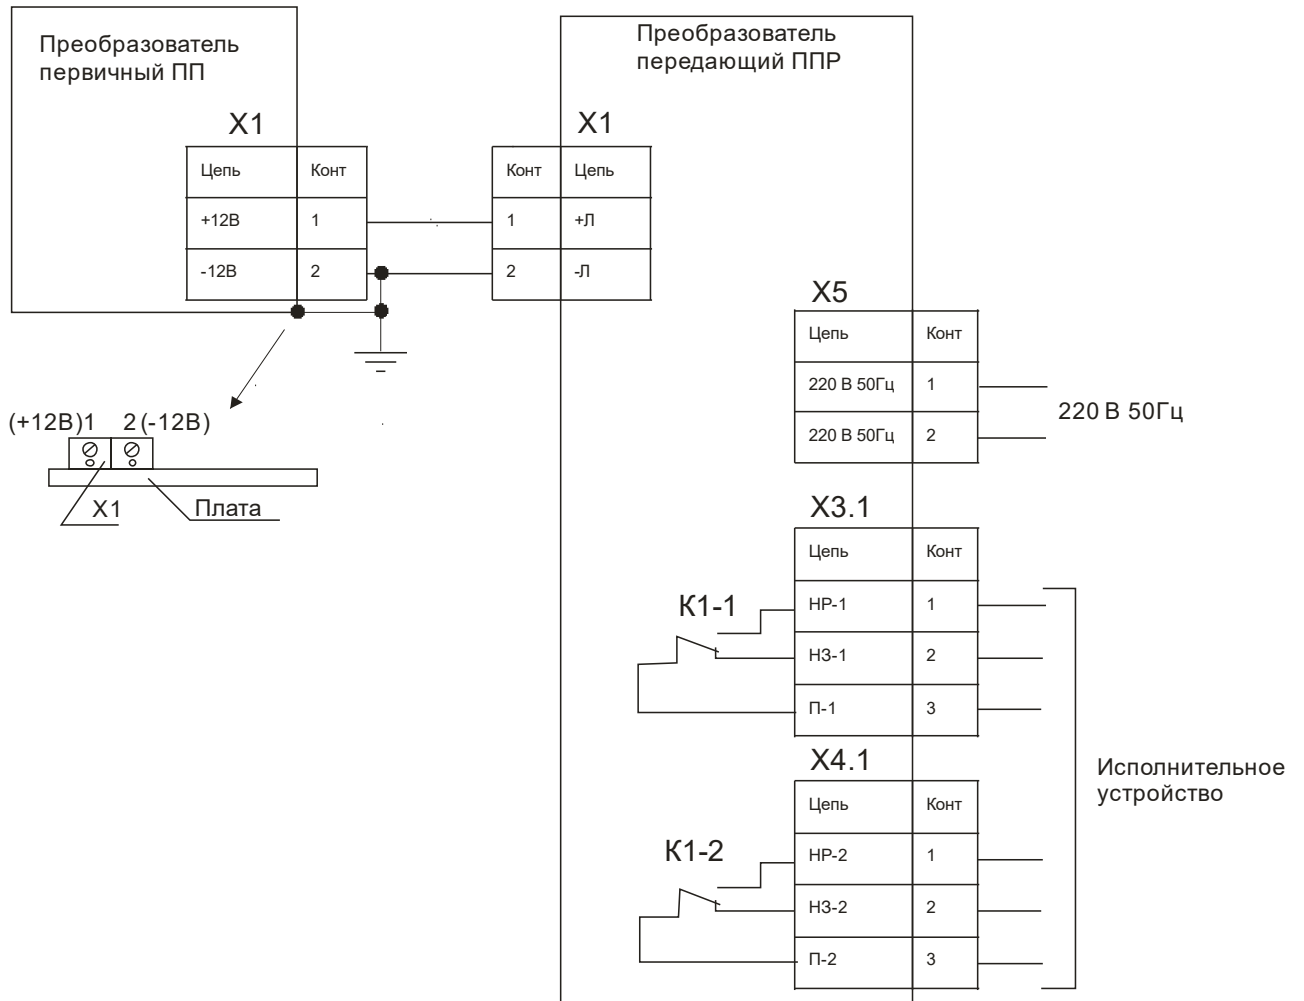 Преобразователь
первичный ПП
X1
Цепь Конт
+12В 1
-12В 2
Преобразователь
передающий ППР
X1
Конт Цепь
1 +Л
2 -Л
(+12В)1 2(-12В)
X1 Плата
X5
Цепь Конт
220 В 50Гц 1
220 В 50Гц 2
220 В 50Гц
X3.1
Цепь Конт
К1-1
НР-1 1
НЗ-1 2
П-1 3
X4.1
Цепь Конт
К1-2
НР-2 1
НЗ-2 2
П-2 3
Исполнительное
устройство